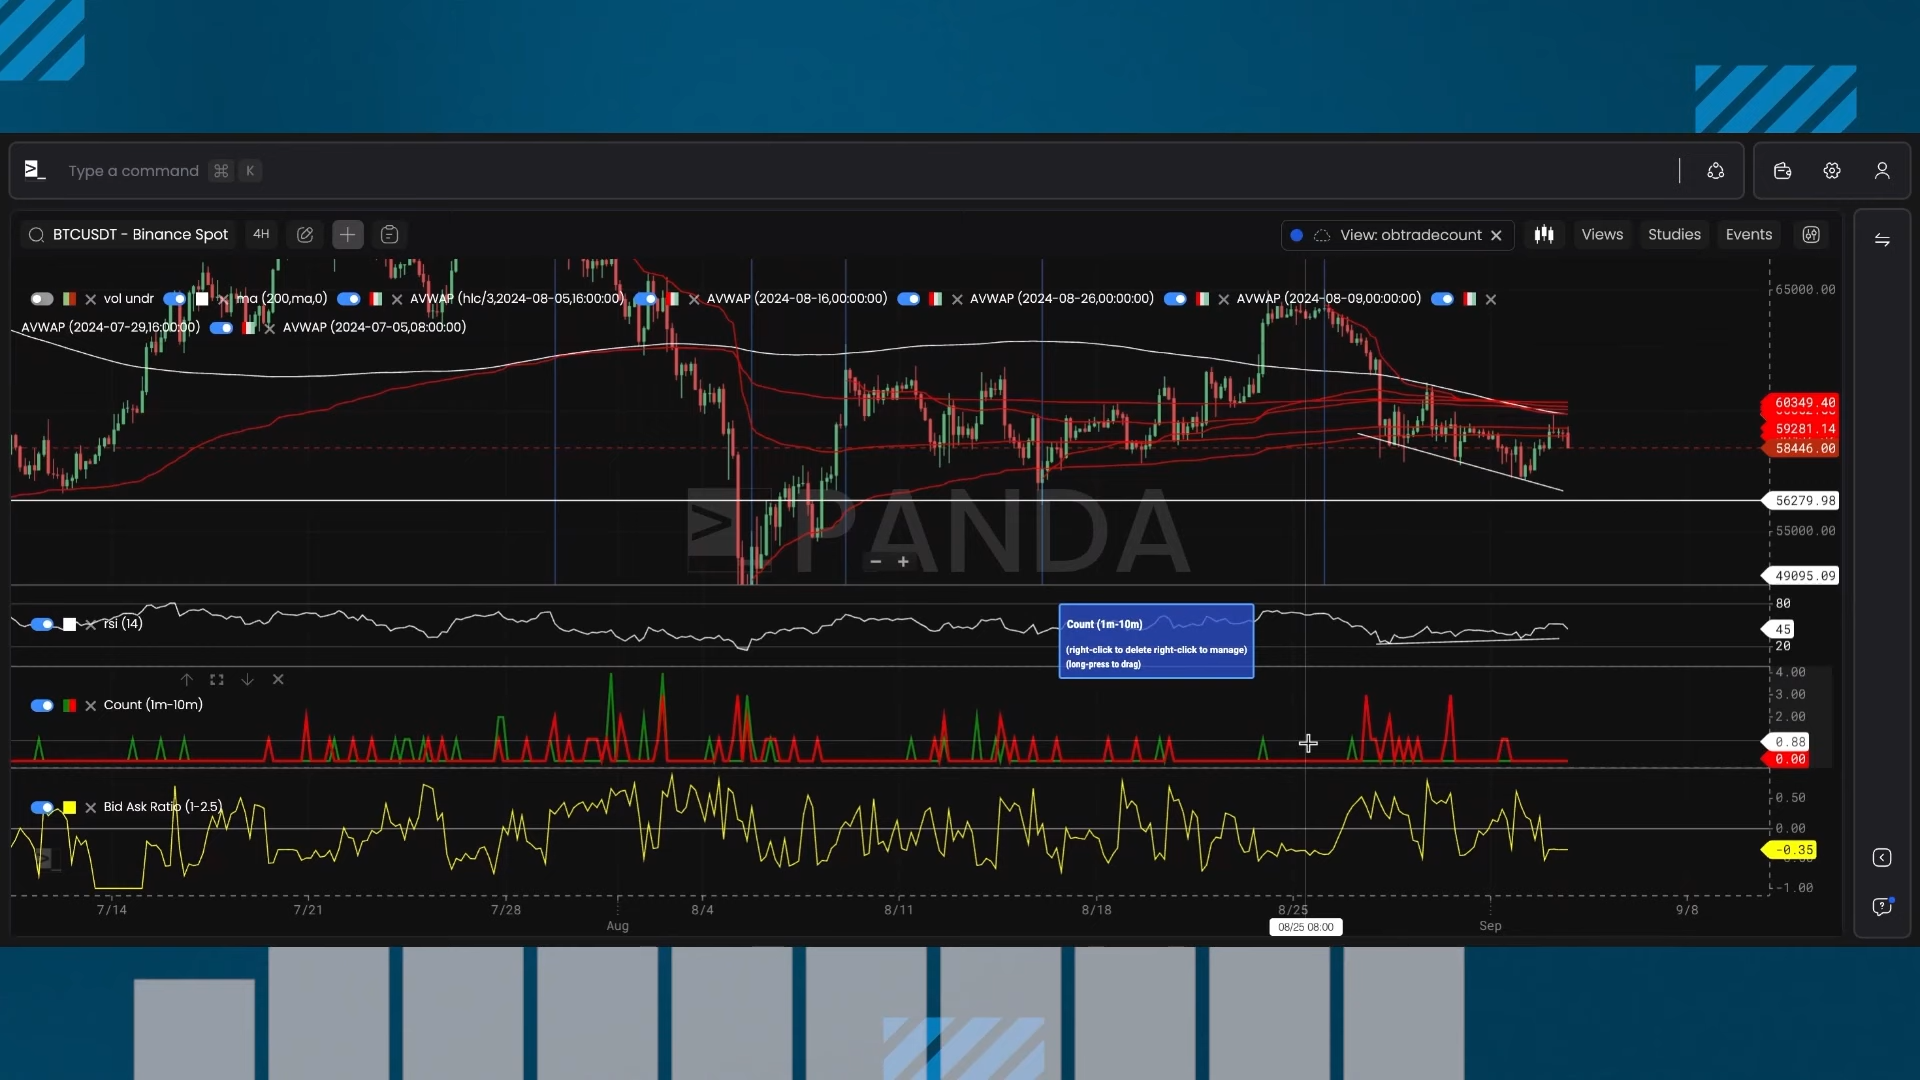 Type a command ⌘ K
BTCUSDT - Binance Spot 4H
View: obtradecount Views Studies Events
vol undr ma (200,ma,0) AVWAP (hlc/3,2024-08-05,16:00:00) AVWAP (2024-08-16,00:00:00) AVWAP (2024-08-26,00:00:00) AVWAP (2024-08-09,00:00:00)
AVWAP (2024-07-29,16:00:00) AVWAP (2024-07-05,08:00:00)
65000.00
60349.40
59281.14
58446.00
56279.98
55000.00
49095.09
PANDA
rsi (14)
80
45
20
Count (1m-10m)
(right-click to delete right-click to manage)
(long-press to drag)
Count (1m-10m)
4.00
3.00
2.00
0.88
0.00
Bid Ask Ratio (1-2.5)
0.50
0.00
-0.35
-1.00
7/14 7/21 7/28 8/4 8/11 8/18 8/25 9/8
Aug Sep
08/25 08:00